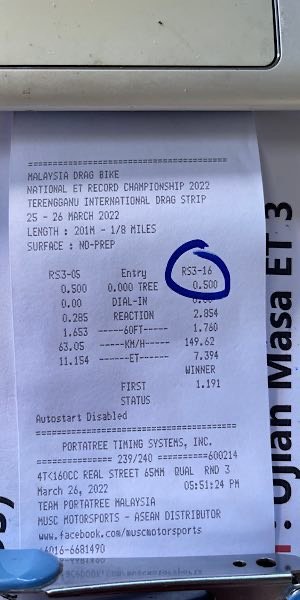 MALAYSIA DRAG BIKE
NATIONAL ET RECORD CHAMPIONSHIP 2022
TERENGGANU INTERNATIONAL DRAG STRIP
25 - 26 MARCH 2022
LENGTH : 201M - 1/8 MILES
SURFACE : NO-PREP
RS3-05 Entry RS3-16
0.500 0.000 TREE 0.500
0.00 DIAL-IN 0.00
0.285 REACTION 2.854
1.653 -----60FT----- 1.760
63.05 -----KM/H----- 149.62
11.154 ------ET------ 7.394
WINNER
FIRST 1.191
STATUS
Autostart Disabled
PORTATREE TIMING SYSTEMS, INC.
========== 239/240 ==========600214
4T<160CC REAL STREET 65MM QUAL RND 3
March 26, 2022 05:51:24 PM
TEAM PORTATREE MALAYSIA
MUSC MOTORSPORTS - ASEAN DISTRIBUTOR
www.facebook.com/muscmotorsports
+6016-6681490
: Ujian Masa ET 3